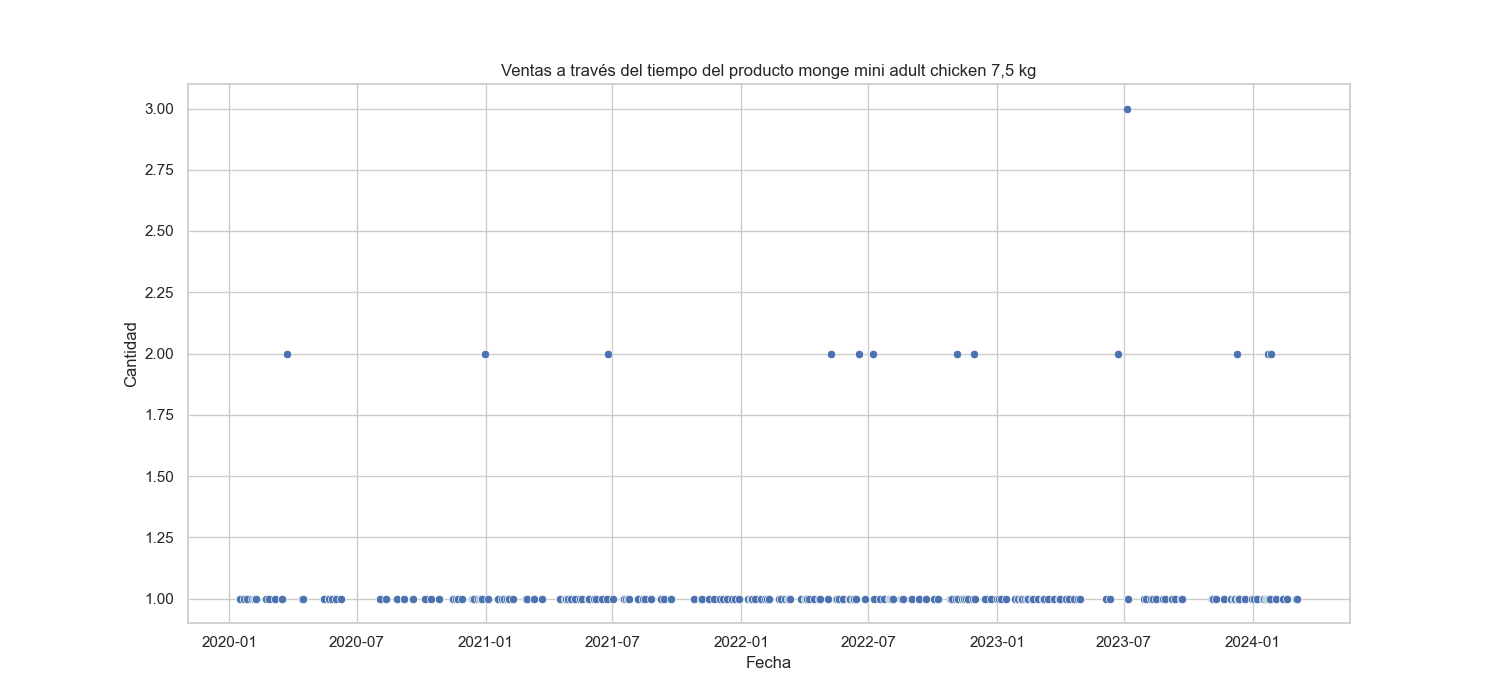 Ventas a través del tiempo del producto monge mini adult chicken 7,5 kg
3.00
2.75
2.50
2.25
2.00
1.75
1.50
1.25
1.00
Cantidad
2020-01 2020-07 2021-01 2021-07 2022-01 2022-07 2023-01 2023-07 2024-01
Fecha